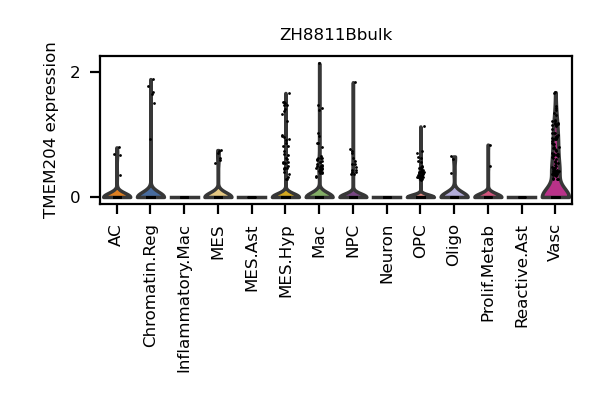 ZH8811Bbulk
TMEM204 expression
2
0
AC
Chromatin.Reg
Inflammatory.Mac
MES
MES.Ast
MES.Hyp
Mac
NPC
Neuron
OPC
Oligo
Prolif.Metab
Reactive.Ast
Vasc